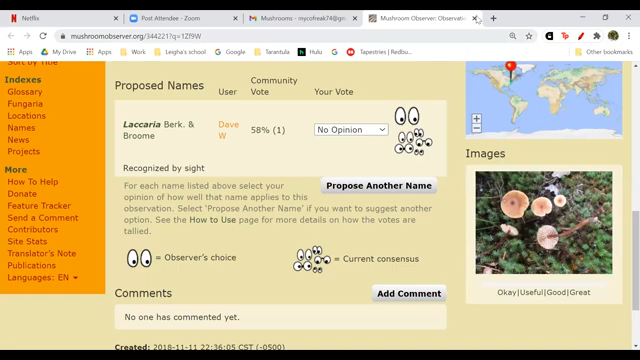 Netflix
Post Attendee - Zoom
Mushrooms - mycofreak74@gn
Mushroom Observer: Observatio
mushroomobserver.org/344221?q=1Zf9W
Apps
Bookmarks
Work
Leigha's school
Google Docs
Google Drive
YouTube
Maps
Tapestries | Redbu...
Other bookmarks
Sort by Title
Indexes
Glossary
Fungaria
Locations
Names
News
Projects
More
How To Help
Donate
Feature Tracker
Send a Comment
Contributors
Site Stats
Translator's Note
Publications
Languages: EN
Proposed Names
User
Community Vote
Your Vote
Laccaria Berk. &
Broome
Dave
W
58% (1)
No Opinion
Recognized by sight
For each name listed above select your
opinion of how well that name applies to this
observation. Select 'Propose Another Name' if you want to suggest another
option. See the How to Use page for more details on how the votes are
tallied.
Propose Another Name
= Observer's choice
= Current consensus
Comments
Add Comment
No one has commented yet.
Created: 2018-11-11 22:36:05 CST (-0500)
Images
Okay|Useful|Good|Great